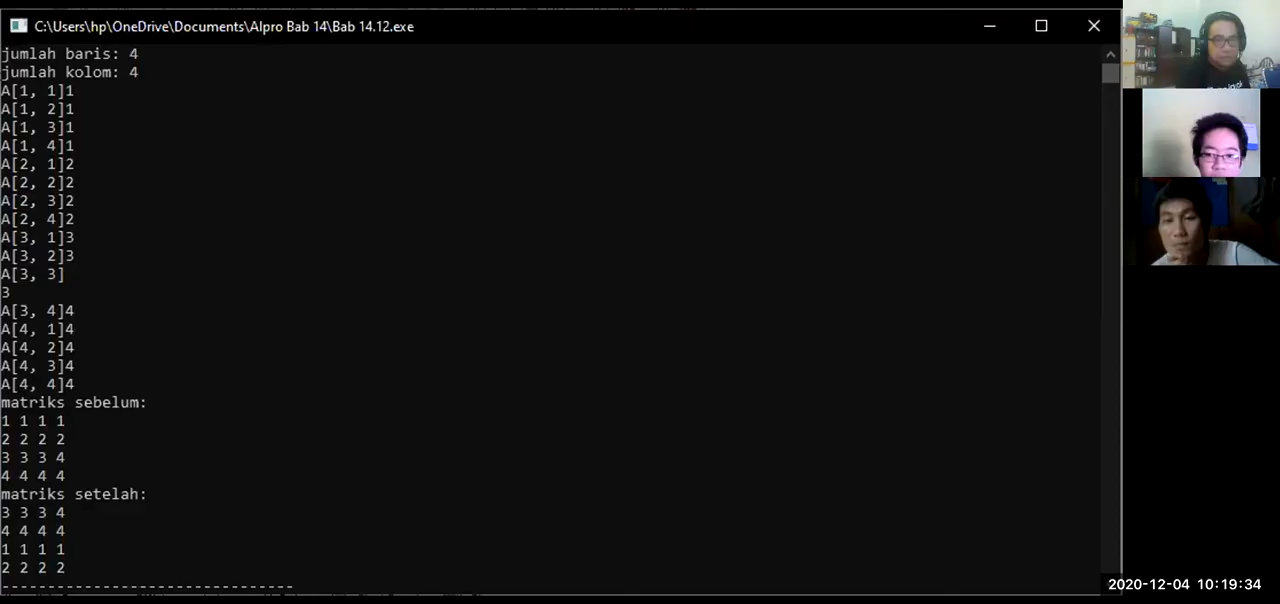 C:\Users\hp\OneDrive\Documents\Alpro Bab 14\Bab 14.12.exe
jumlah baris: 4
jumlah kolom: 4
A[1, 1]1
A[1, 2]1
A[1, 3]1
A[1, 4]1
A[2, 1]2
A[2, 2]2
A[2, 3]2
A[2, 4]2
A[3, 1]3
A[3, 2]3
A[3, 3]
3
A[3, 4]4
A[4, 1]4
A[4, 2]4
A[4, 3]4
A[4, 4]4
matriks sebelum:
1 1 1 1
2 2 2 2
3 3 3 4
4 4 4 4
matriks setelah:
3 3 3 4
4 4 4 4
1 1 1 1
2 2 2 2
--------------------------------
2020-12-04 10:19:34